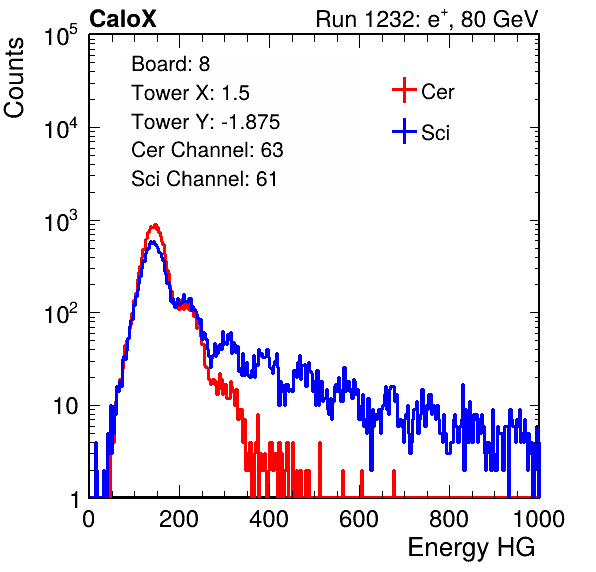 CaloX Run 1232: e⁺, 80 GeV
Counts
10⁵
10⁴
10³
10²
10
1
Board: 8
Tower X: 1.5
Tower Y: -1.875
Cer Channel: 63
Sci Channel: 61
Cer
Sci
0 200 400 600 800 1000
Energy HG